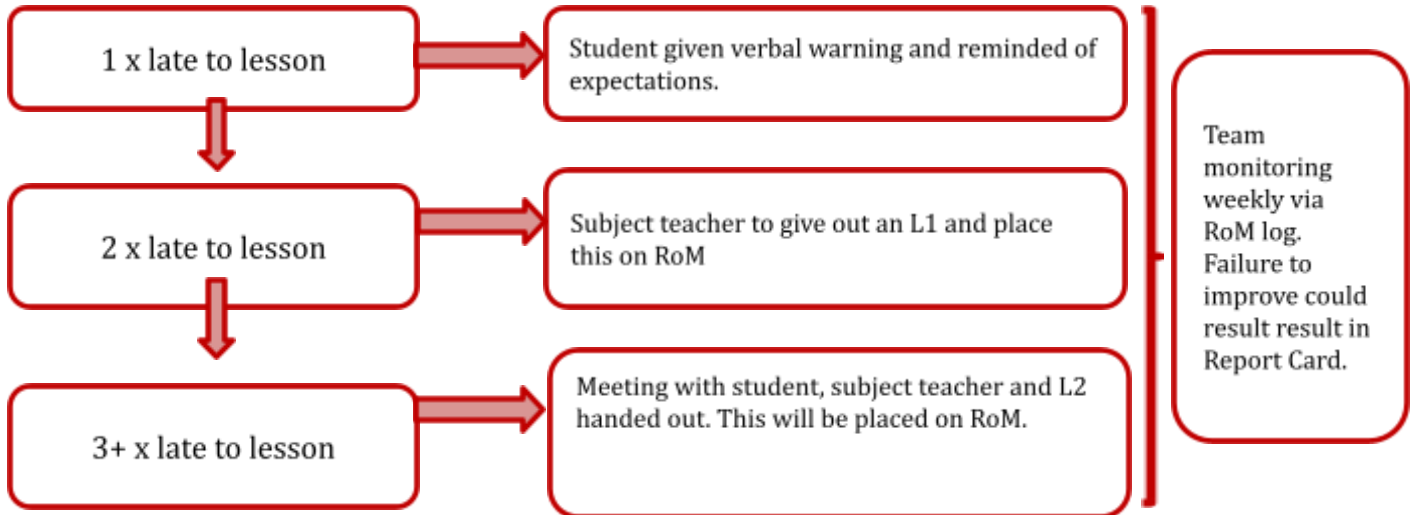 1 x late to lesson
Student given verbal warning and reminded of
expectations.
2 x late to lesson
Subject teacher to give out an L1 and place
this on RoM
3+ x late to lesson
Meeting with student, subject teacher and L2
handed out. This will be placed on RoM.
Team
monitoring
weekly via
RoM log.
Failure to
improve could
result result in
Report Card.